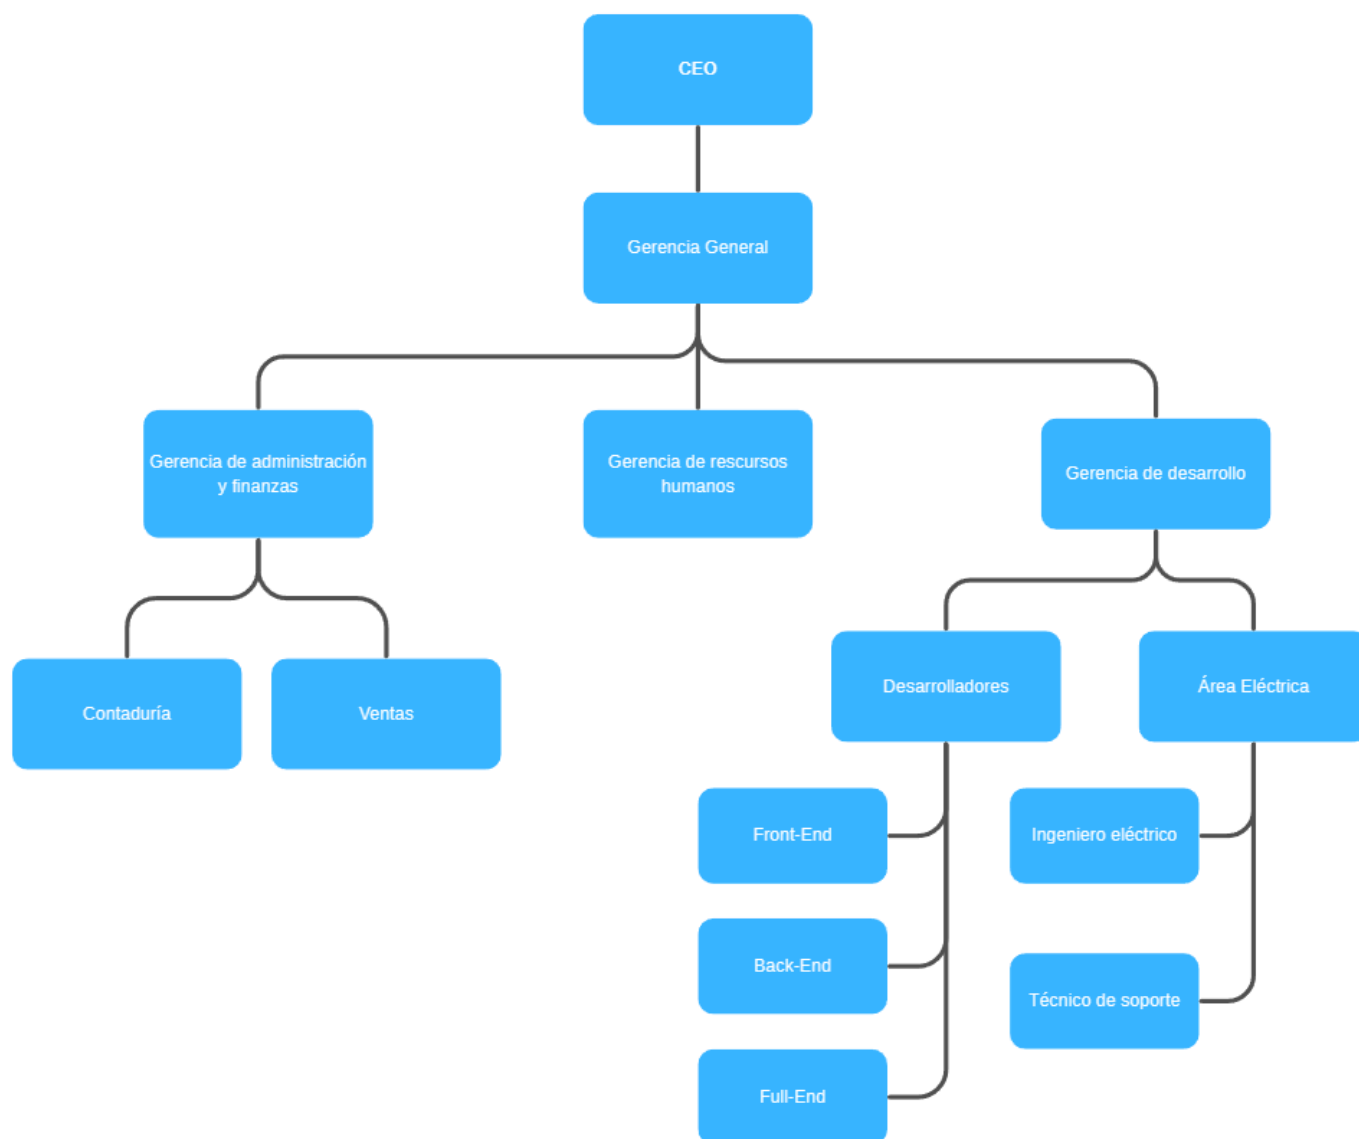 CEO
Gerencia General
Gerencia de administración
y finanzas
Gerencia de rescursos
humanos
Gerencia de desarrollo
Contaduría
Ventas
Desarrolladores
Área Eléctrica
Front-End
Ingeniero eléctrico
Back-End
Técnico de soporte
Full-End